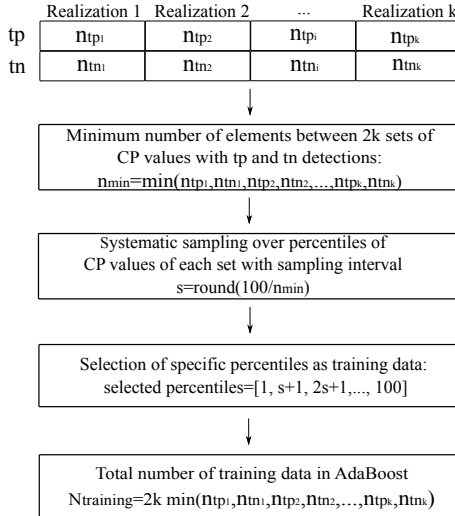 Realization 1 Realization 2 ... Realization k
tp ntp1 ntp2 ntpi ntpk
tn ntn1 ntn2 ntni ntnk
Minimum number of elements between 2k sets of
CP values with tp and tn detections:
nmin=min(ntp1,ntn1,ntp2,ntn2,...,ntpk,ntnk)
Systematic sampling over percentiles of
CP values of each set with sampling interval
s=round(100/nmin)
Selection of specific percentiles as training data:
selected percentiles=[1, s+1, 2s+1,..., 100]
Total number of training data in AdaBoost
Ntraining=2k min(ntp1,ntn1,ntp2,ntn2,...,ntpk,ntnk)